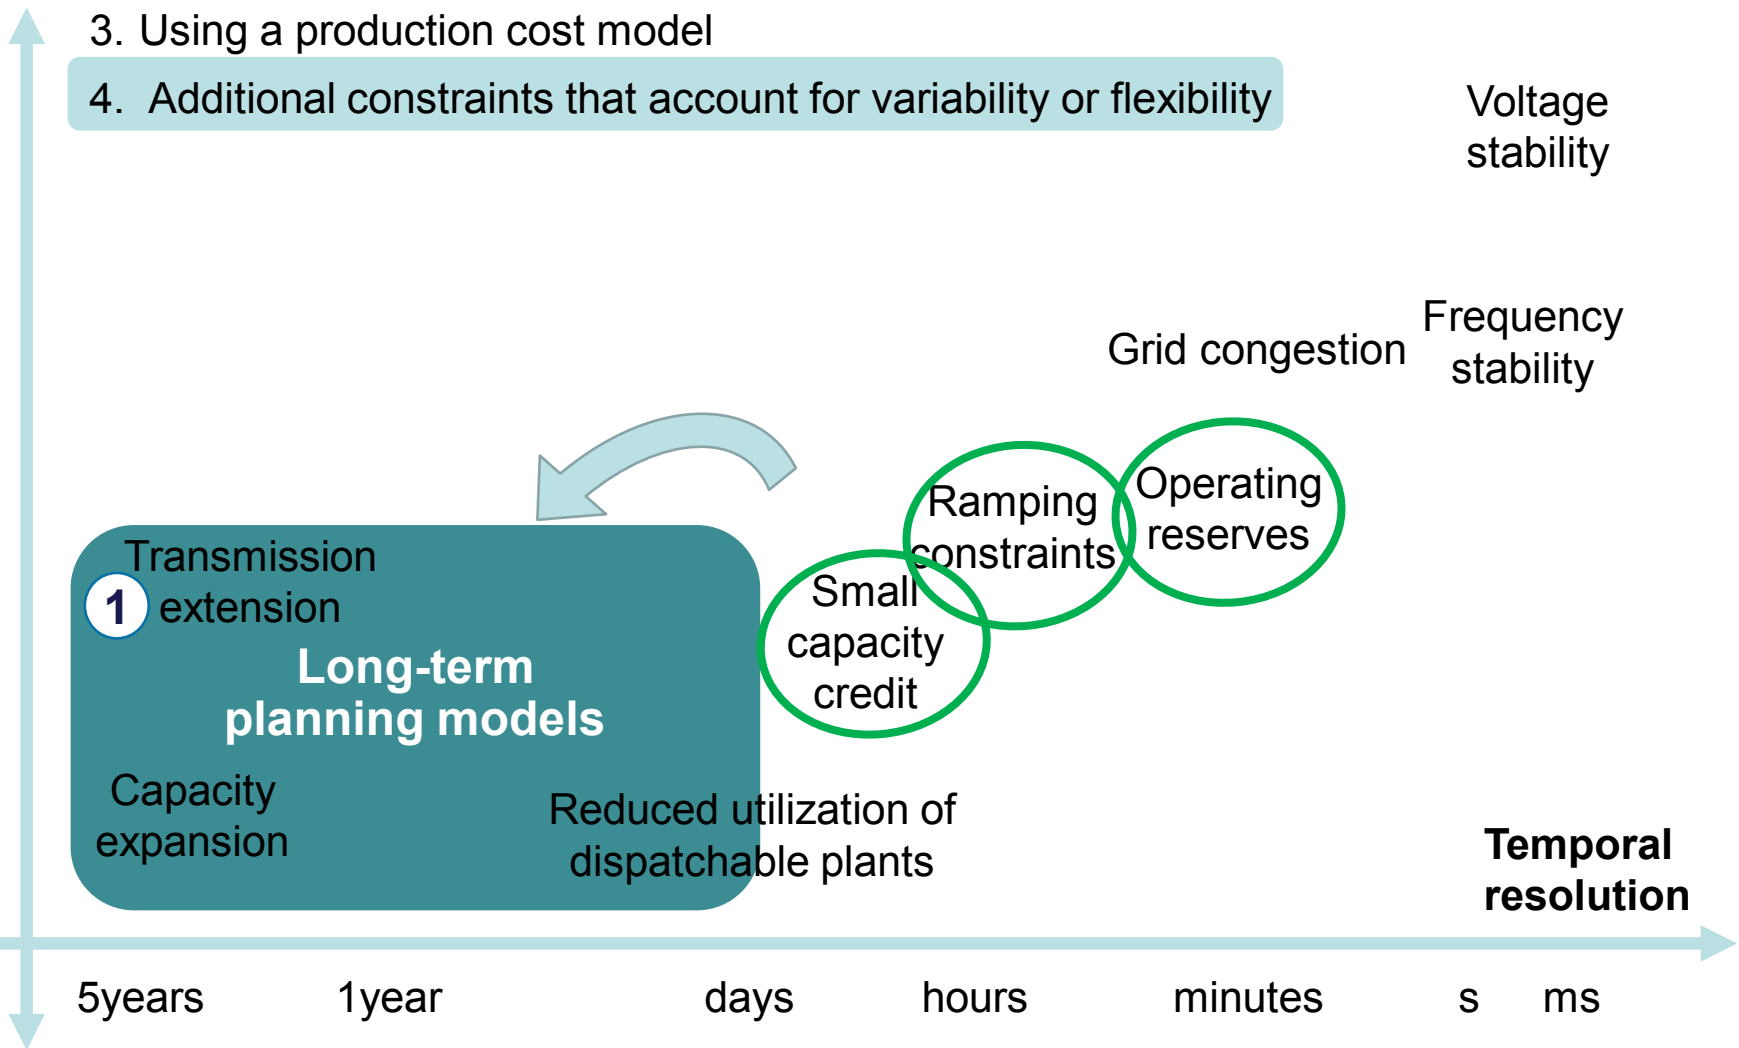 3. Using a production cost model
4. Additional constraints that account for variability or flexibility
Voltage
stability
Frequency
stability
Grid congestion
Operating
reserves
Ramping
constraints
Small
capacity
credit
Transmission
extension
1
Long-term
planning models
Capacity
expansion
Reduced utilization of
dispatchable plants
Temporal
resolution
5years 1year days hours minutes s ms